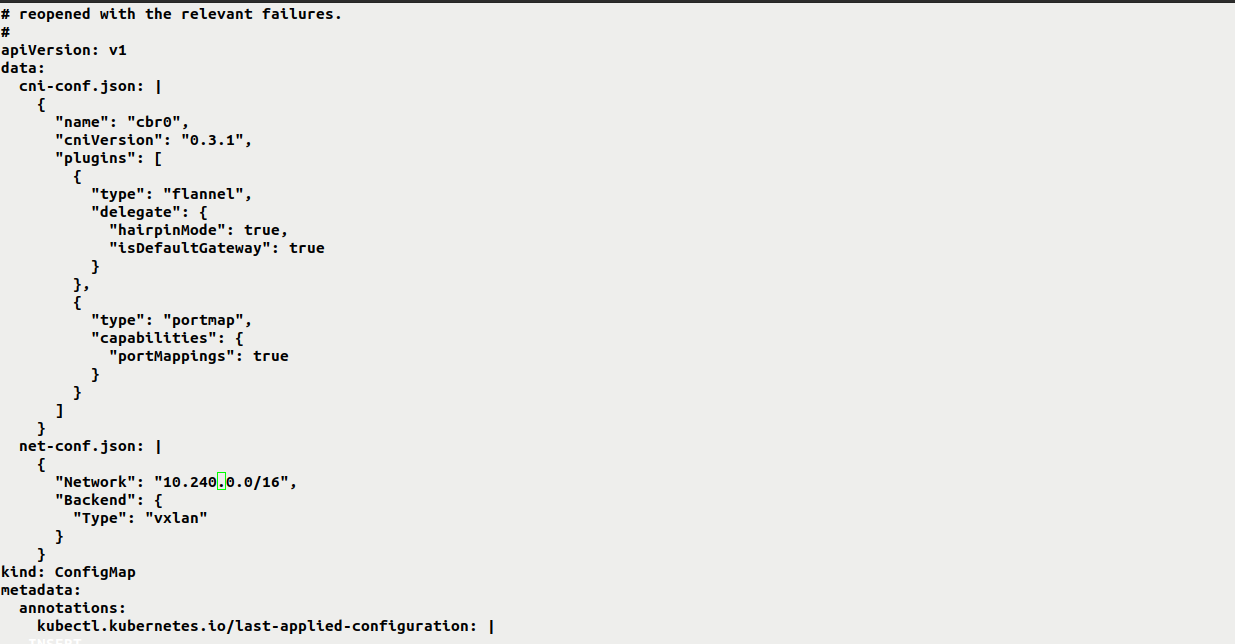 # reopened with the relevant failures.
#
apiVersion: v1
data:
  cni-conf.json: |
    {
      "name": "cbr0",
      "cniVersion": "0.3.1",
      "plugins": [
        {
          "type": "flannel",
          "delegate": {
            "hairpinMode": true,
            "isDefaultGateway": true
          }
        },
        {
          "type": "portmap",
          "capabilities": {
            "portMappings": true
          }
        }
      ]
    }
  net-conf.json: |
    {
      "Network": "10.240.0.0/16",
      "Backend": {
        "Type": "vxlan"
      }
    }
kind: ConfigMap
metadata:
  annotations:
    kubectl.kubernetes.io/last-applied-configuration: |
-- INSERT --